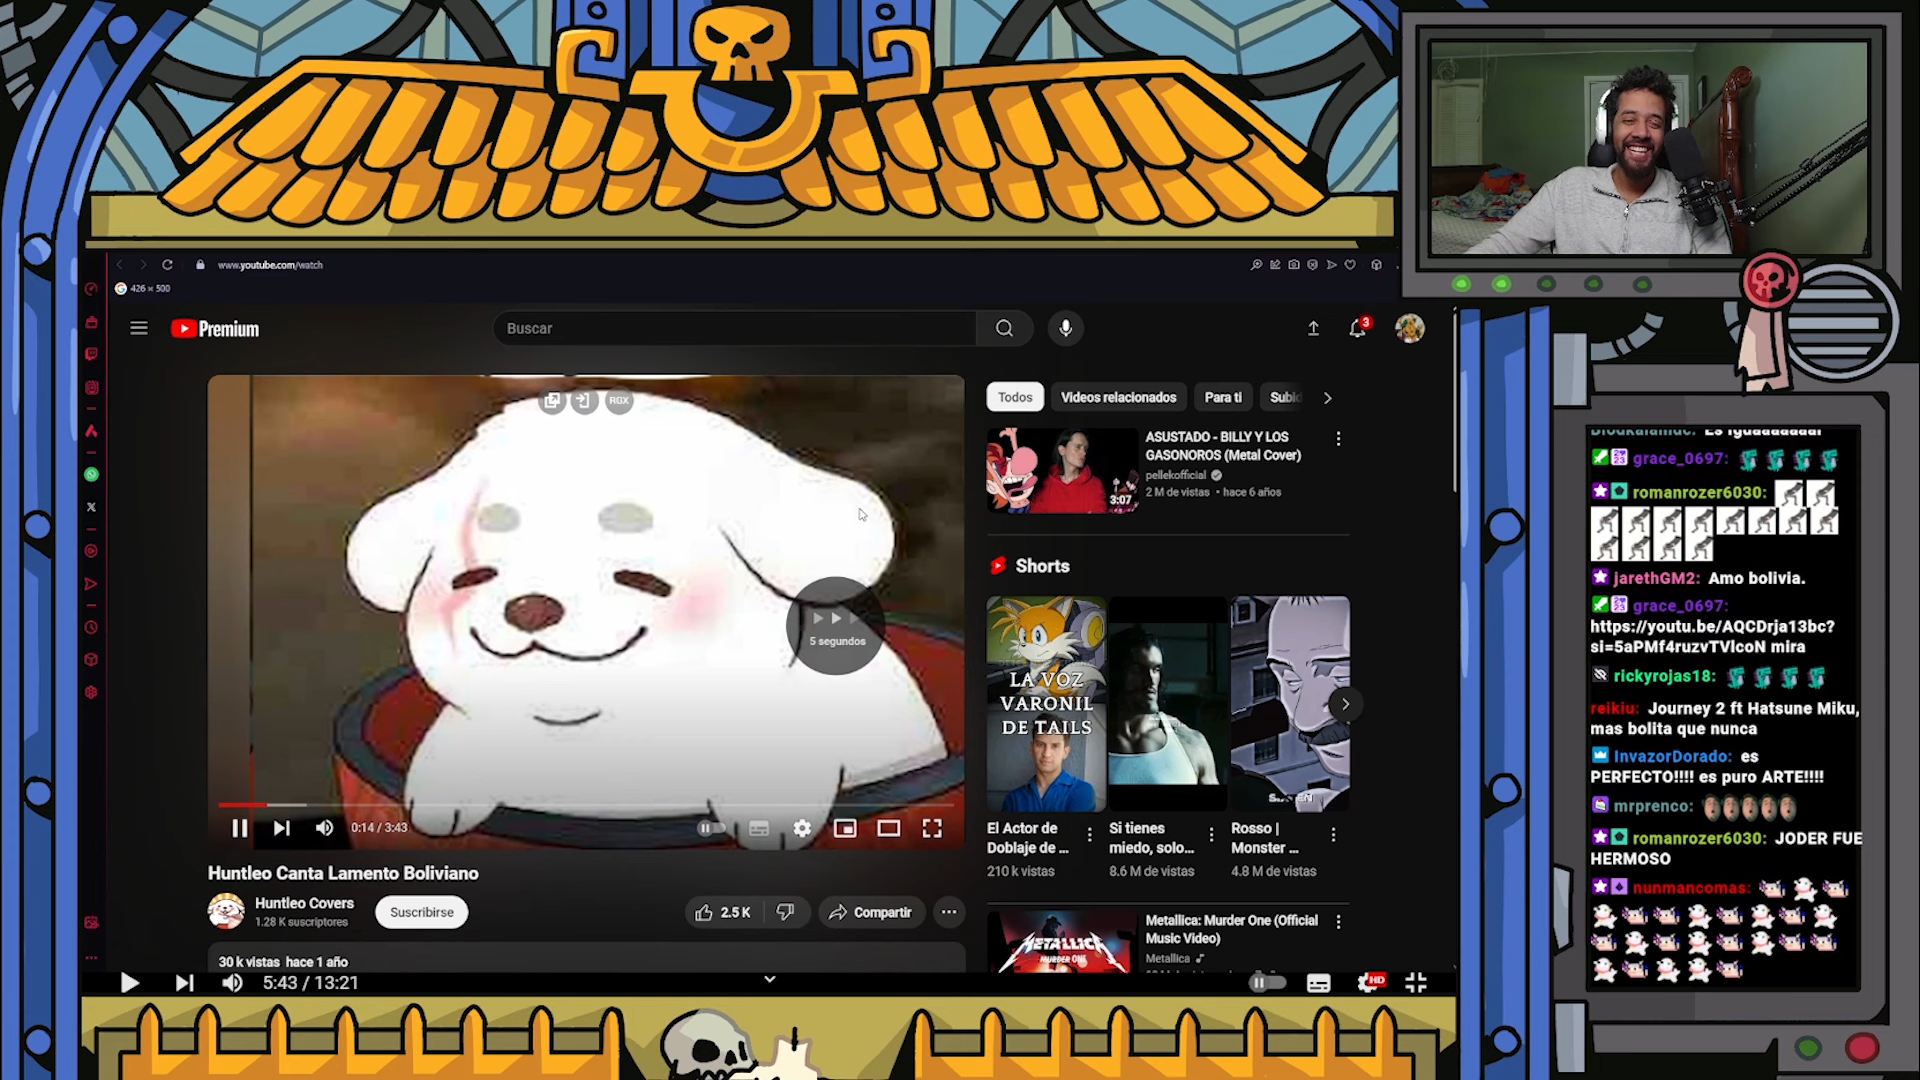 www.youtube.com/watch
426 × 500
Premium
Buscar
3
RGX
5 segundos
0:14 / 3:43
Huntleo Canta Lamento Boliviano
Huntleo Covers
1.28 K suscriptores
Suscribirse
2.5 K
Compartir
30 k vistas hace 1 año
5:43 / 13:21
HD
Todos
Videos relacionados
Para ti
ASUSTADO - BILLY Y LOS
GASONOROS (Metal Cover)
pellekofficial
2 M de vistas • hace 6 años
3:07
Shorts
LA VOZ
VARONIL
DE TAILS
El Actor de
Doblaje de ...
210 k vistas
Si tienes
miedo, solo...
8.6 M de vistas
Rosso |
Monster ...
4.8 M de vistas
METALLICA
MURDER ONE
Metallica: Murder One (Official
Music Video)
Metallica
grace_0697:
romanrozer6030:
jarethGM2: Amo bolivia.
grace_0697:
https://youtu.be/AQCDrja13bc?
si=5aPMf4ruzvTVlcoN mira
rickyrojas18:
reikiu: Journey 2 ft Hatsune Miku,
mas bolita que nunca
InvazorDorado: es
PERFECTO!!!! es puro ARTE!!!!
mrprenco:
romanrozer6030: JODER FUE
HERMOSO
nunmancomas: